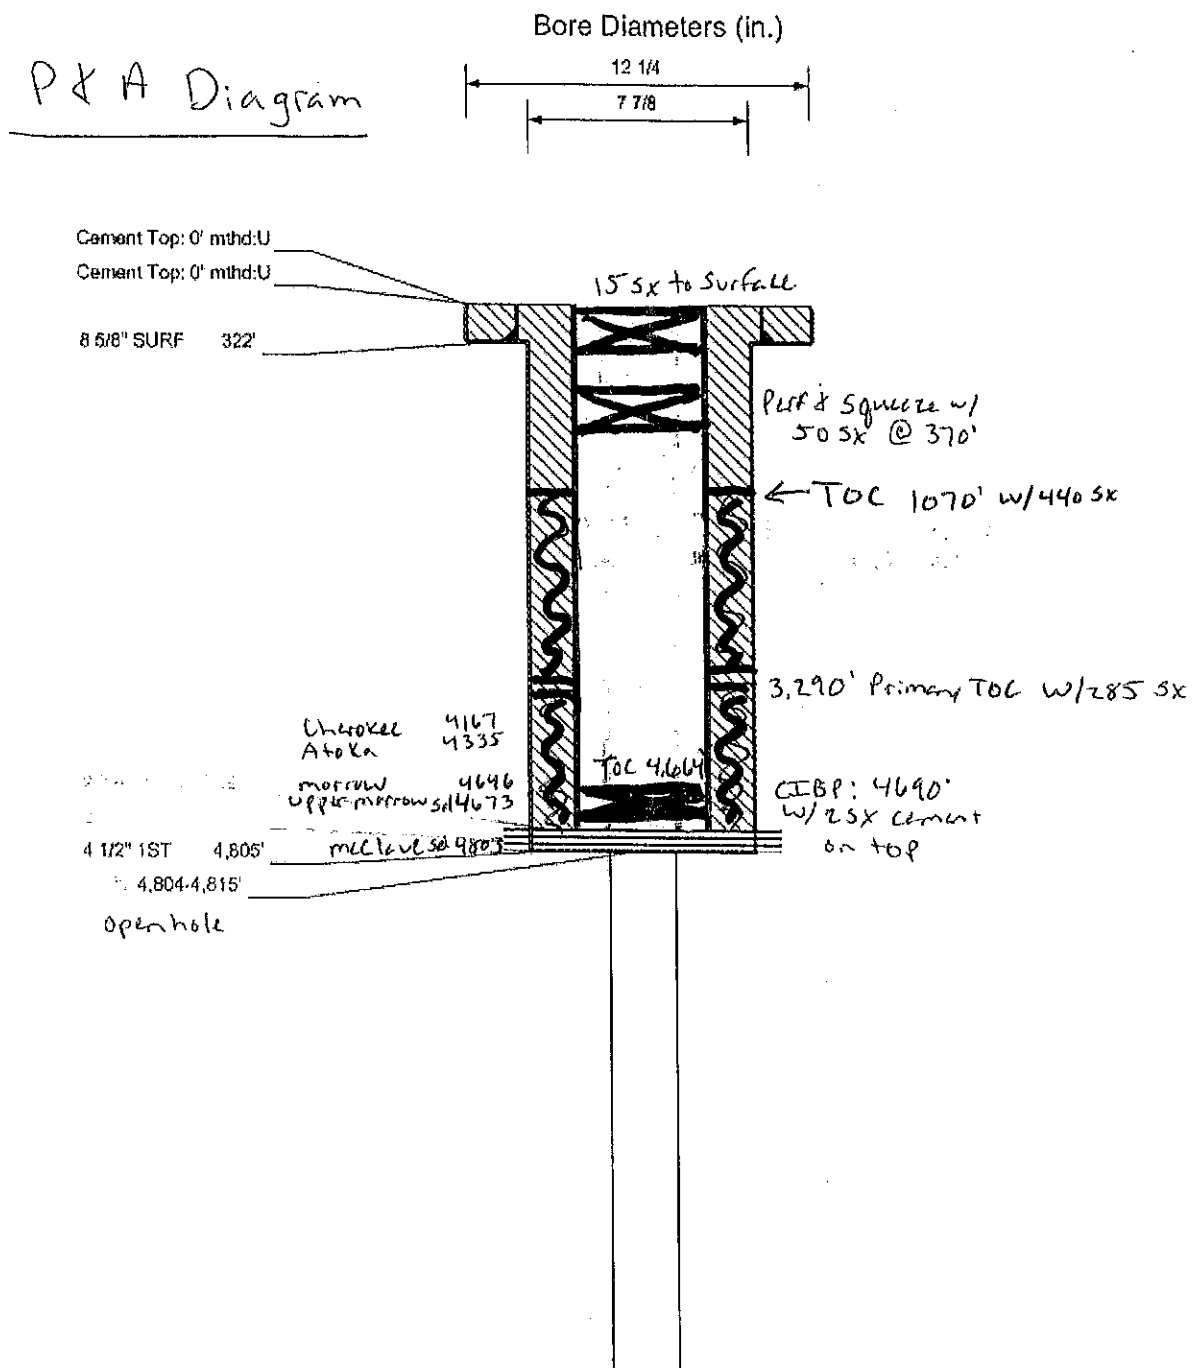 Bore Diameters (in.)
12 1/4
7 7/8
P & A Diagram
Cement Top: 0' mthd:U
Cement Top: 0' mthd:U
15 sx to Surface
8 5/8" SURF 322'
Perf & Squeeze w/
50 sx @ 370'
← TOC 1070' w/440 sx
3,290' Primary TOC w/285 sx
Cherokee 4167
Atoka 4335
TOC 4,664'
morrow 4646
upper morrow sd 4673
CIBP: 4690'
w/2sx cement
on top
4 1/2" 1ST 4,805'
mcClave sd 4803
4,804-4,815'
Openhole